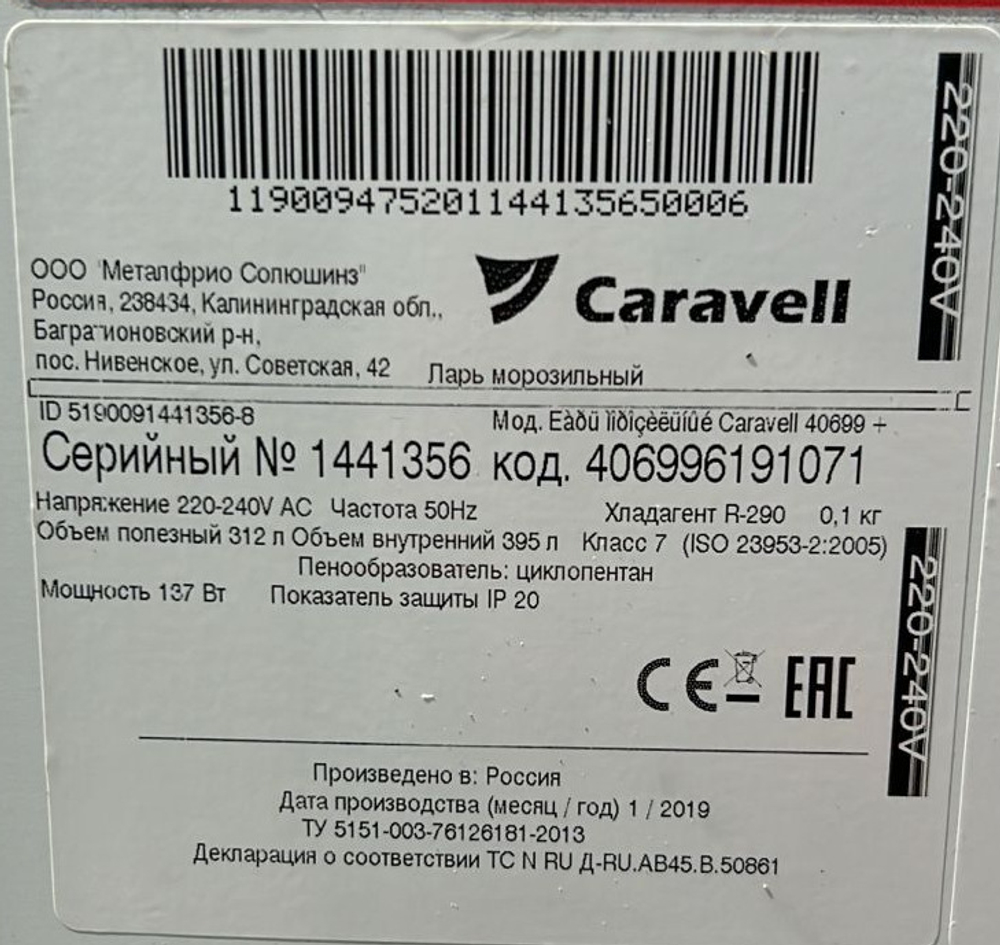 119009475201144135650006
ООО "Металфрио Солюшинз"
Россия, 238434, Калининградская обл.,
Багратионовский р-н,
пос. Нивенское, ул. Советская, 42
Caravell
Ларь морозильный
220-240V
ID 5190091441356-8
Мод. Eàðü ïîðîçèëüíûé Caravell 40699 +
Серийный № 1441356 код. 406996191071
Напряжение 220-240V AC Частота 50Hz Хладагент R-290 0,1 кг
Объем полезный 312 л Объем внутренний 395 л Класс 7 (ISO 23953-2:2005)
Пенообразователь: циклопентан
Мощность 137 Вт Показатель защиты IP 20
220-240V
CE EAC
Произведено в: Россия
Дата производства (месяц / год) 1 / 2019
ТУ 5151-003-76126181-2013
Декларация о соответствии ТС N RU Д-RU.АВ45.В.50861